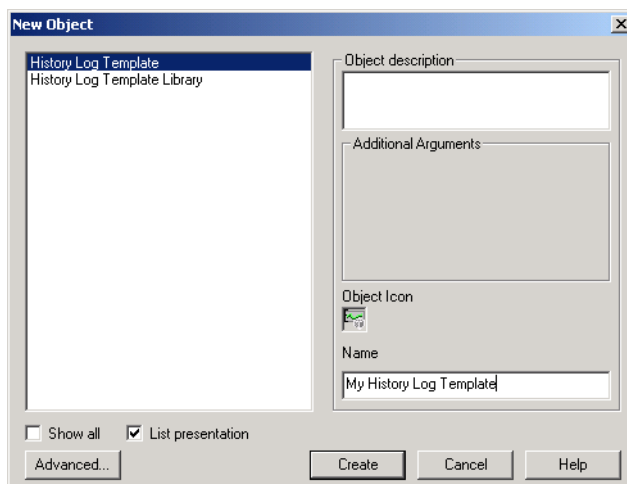 New Object
History Log Template
History Log Template Library
Object description
Additional Arguments
Object Icon
Name
My History Log Template
Show all
List presentation
Advanced...
Create
Cancel
Help